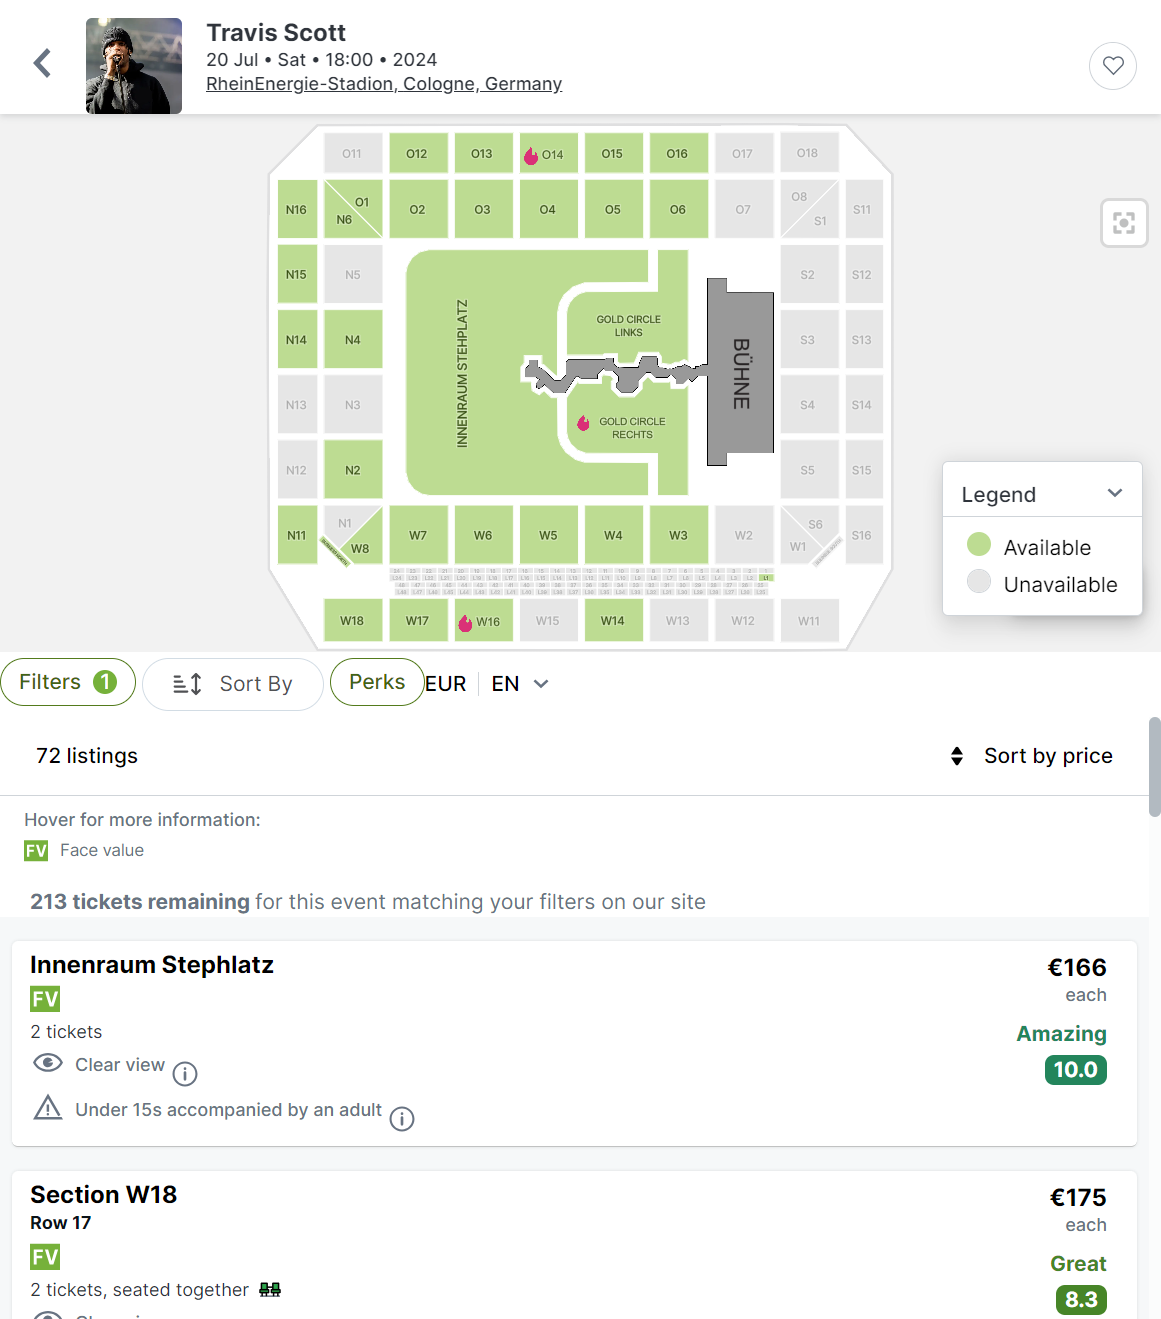 Travis Scott
20 Jul • Sat • 18:00 • 2024
RheinEnergie-Stadion, Cologne, Germany
O11 O12 O13 O14 O15 O16 O17 O18
N16 N6 O1 O2 O3 O4 O5 O6 O7 O8 S1 S11
N15 N5 S2 S12
INNENRAUM STEHPLATZ
GOLD CIRCLE
LINKS
BÜHNE
N14 N4 S3 S13
N13 N3 S4 S14
GOLD CIRCLE
RECHTS
N12 N2 S5 S15
N11 N1 W8 W7 W6 W5 W4 W3 W2 W1 S6 S16
W18 W17 W16 W15 W14 W13 W12 W11
Legend
Available
Unavailable
Filters 1 Sort By Perks EUR EN
72 listings Sort by price
Hover for more information:
FV Face value
213 tickets remaining for this event matching your filters on our site
Innenraum Stephlatz €166
FV each
2 tickets Amazing
Clear view 10.0
Under 15s accompanied by an adult
Section W18 €175
Row 17 each
FV Great
2 tickets, seated together 8.3